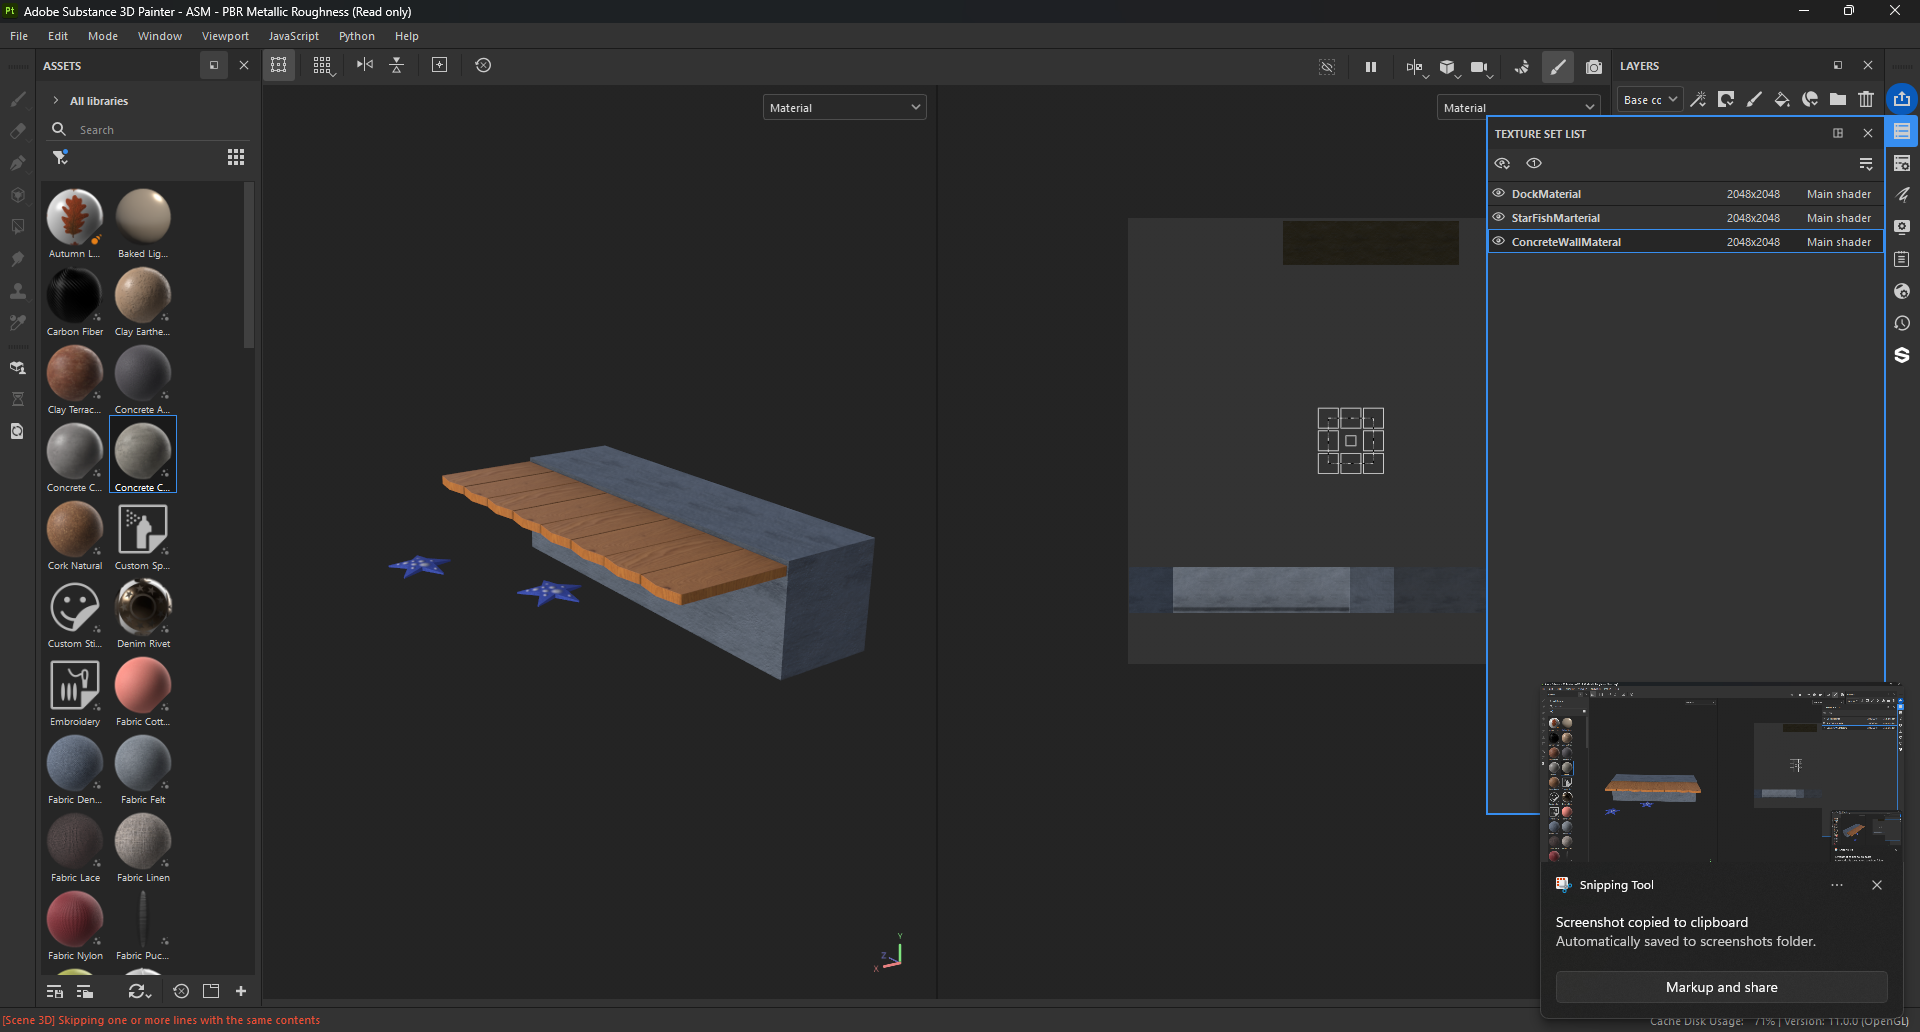 Pt Adobe Substance 3D Painter - ASM - PBR Metallic Roughness (Read only)
File Edit Mode Window Viewport JavaScript Python Help
ASSETS
All libraries
Search
Autumn L... Baked Lig...
Carbon Fiber Clay Earthe...
Clay Terrac... Concrete A...
Concrete C... Concrete C...
Cork Natural Custom Sp...
Custom Sti... Denim Rivet
Embroidery Fabric Cott...
Fabric Den... Fabric Felt
Fabric Lace Fabric Linen
Fabric Nylon Fabric Puc...
Material
Y
Z
X
Material
LAYERS
Base cc
TEXTURE SET LIST
DockMaterial 2048x2048 Main shader
StarFishMarterial 2048x2048 Main shader
ConcreteWallMateral 2048x2048 Main shader
Snipping Tool
Screenshot copied to clipboard
Automatically saved to screenshots folder.
Markup and share
[Scene 3D] Skipping one or more lines with the same contents
Cache Disk Usage: 71% | Version: 11.0.0 (OpenGL)